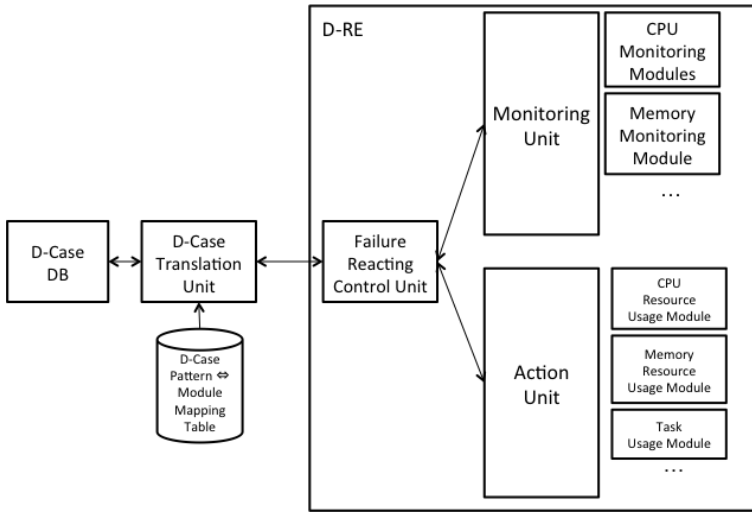 D-RE
CPU
Monitoring
Modules
Monitoring
Unit
Memory
Monitoring
Module
...
D-Case
DB
D-Case
Translation
Unit
Failure
Reacting
Control Unit
D-Case
Pattern ⇔
Module
Mapping
Table
Action
Unit
CPU
Resource
Usage Module
Memory
Resource
Usage Module
Task
Usage Module
...